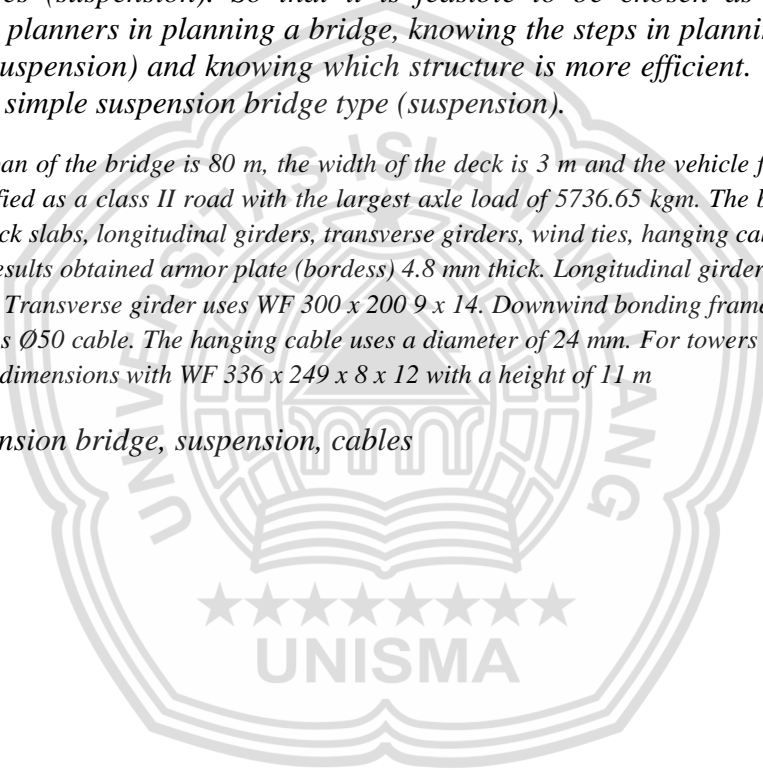 (suspension). So that it is feasible to be chosen as
planners in planning a bridge, knowing the steps in planni
uspension) and knowing which structure is more efficient.
simple suspension bridge type (suspension).
an of the bridge is 80 m, the width of the deck is 3 m and the vehicle f
fied as a class II road with the largest axle load of 5736.65 kgm. The b
ck slabs, longitudinal girders, transverse girders, wind ties, hanging ca
esults obtained armor plate (bordess) 4.8 mm thick. Longitudinal girder
Transverse girder uses WF 300 x 200 9 x 14. Downwind bonding frame
s Ø50 cable. The hanging cable uses a diameter of 24 mm. For towers
dimensions with WF 336 x 249 x 8 x 12 with a height of 11 m
nsion bridge, suspension, cables
UNIVERSITAS ISLAM MALANG
UNISMA